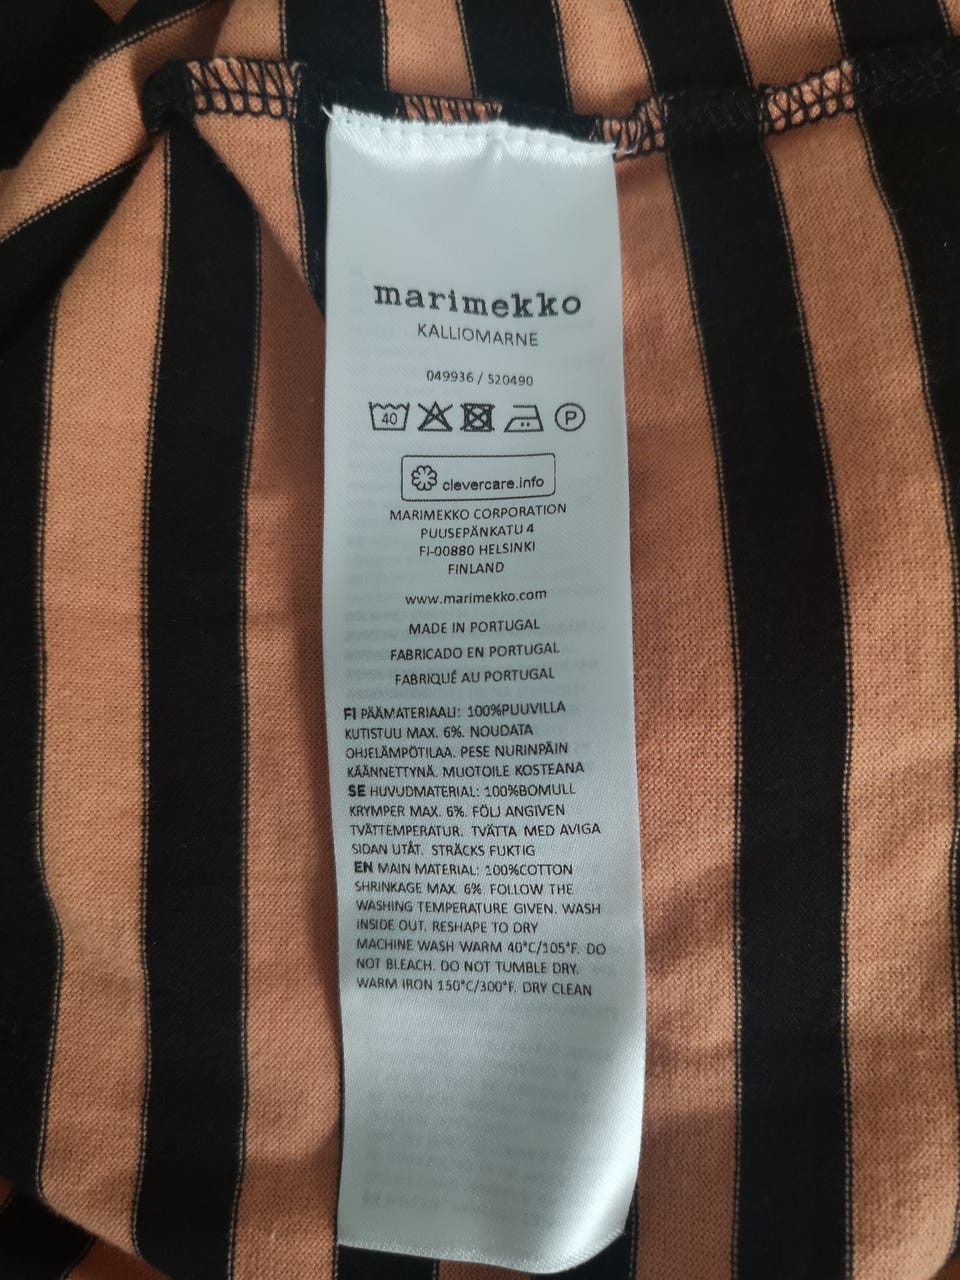 marimekko
KALLIOMARNE
049936 / 520490
40 P
clevercare.info
MARIMEKKO CORPORATION
PUUSEPÄNKATU 4
FI-00880 HELSINKI
FINLAND
www.marimekko.com
MADE IN PORTUGAL
FABRICADO EN PORTUGAL
FABRIQUÉ AU PORTUGAL
FI PÄÄMATERIAALI: 100%PUUVILLA
KUTISTUU MAX. 6%. NOUDATA
OHJELÄMPÖTILAA. PESE NURINPÄIN
KÄÄNNETTYNÄ. MUOTOILE KOSTEANA
SE HUVUDMATERIAL: 100%BOMULL
KRYMPER MAX. 6%. FÖLJ ANGIVEN
TVÄTTEMPERATUR. TVÄTTA MED AVIGA
SIDAN UTÅT. STRÄCKS FUKTIG
EN MAIN MATERIAL: 100%COTTON
SHRINKAGE MAX. 6%. FOLLOW THE
WASHING TEMPERATURE GIVEN. WASH
INSIDE OUT. RESHAPE TO DRY
MACHINE WASH WARM 40°C/105°F. DO
NOT BLEACH. DO NOT TUMBLE DRY.
WARM IRON 150°C/300°F. DRY CLEAN